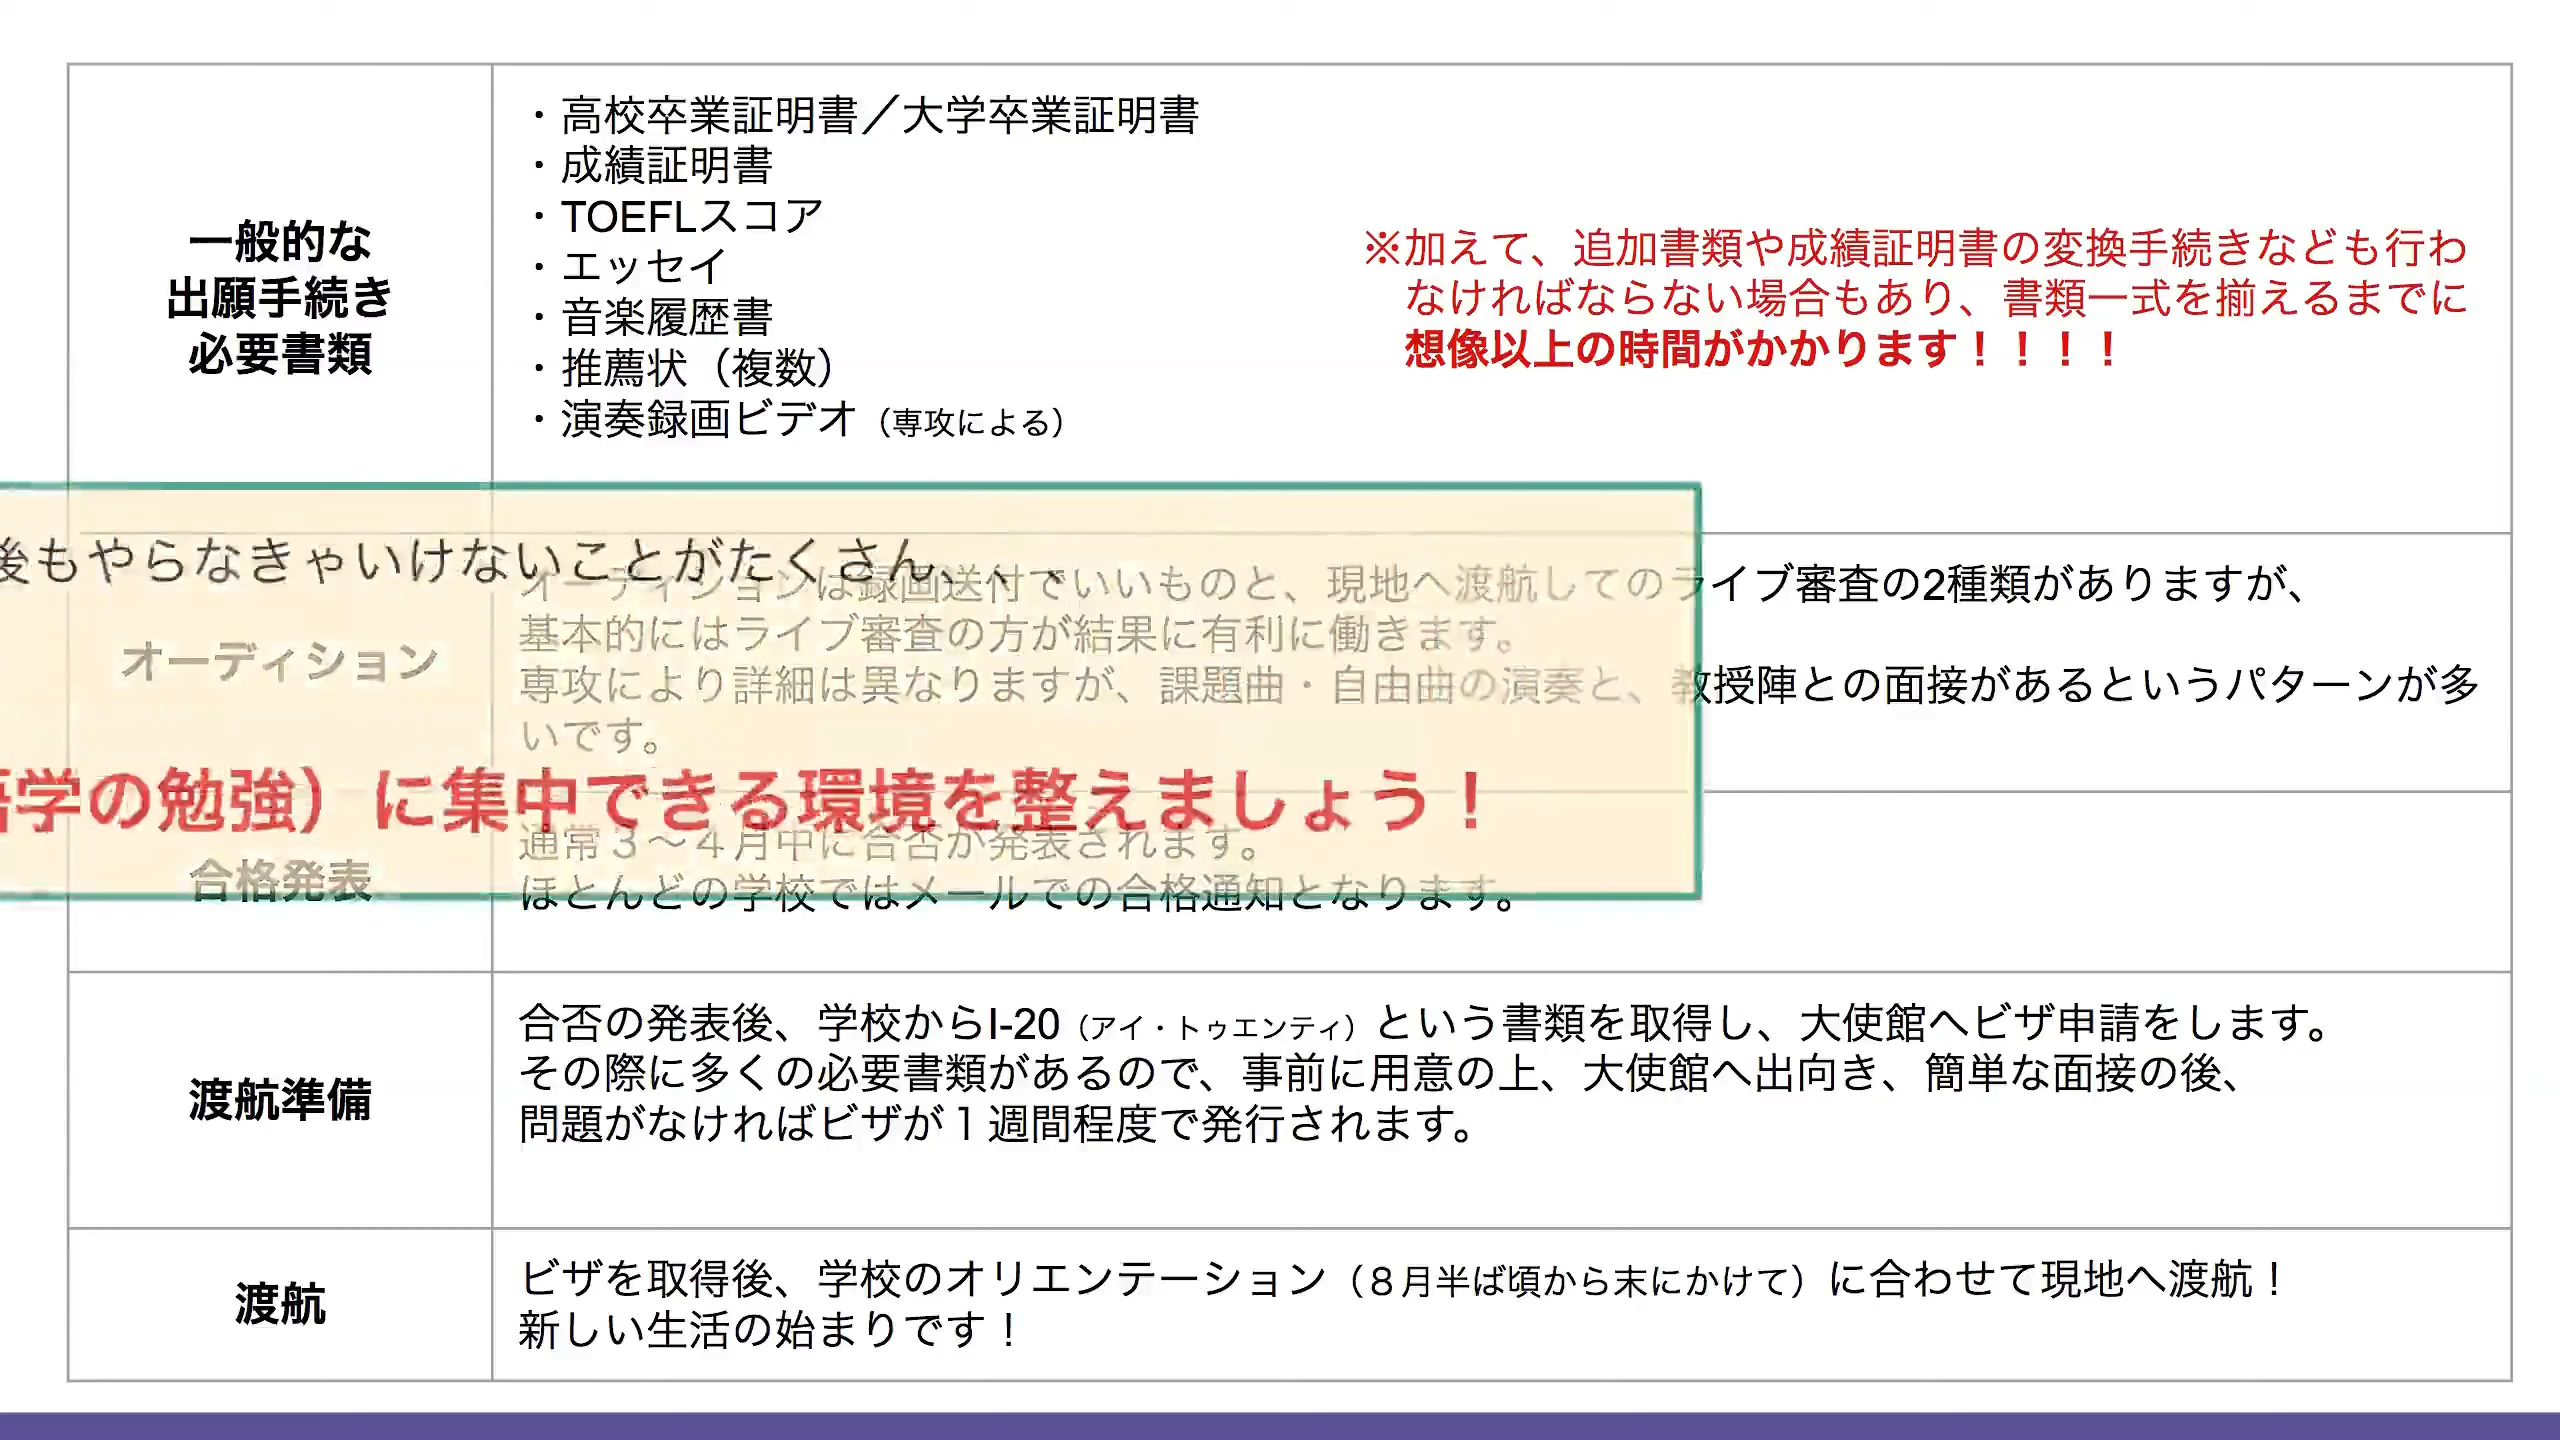 一般的な
出願手続き
必要書類
・高校卒業証明書／大学卒業証明書
・成績証明書
・TOEFLスコア
・エッセイ
・音楽履歴書
・推薦状（複数）
・演奏録画ビデオ（専攻による）
※加えて、追加書類や成績証明書の変換手続きなども行わ
なければならない場合もあり、書類一式を揃えるまでに
想像以上の時間がかかります！！！！
後もやらなきゃいけないことがたくさん、、、
学の勉強）に集中できる環境を整えましょう！
オーディション
オーディションは録画送付でいいものと、現地へ渡航してのライブ審査の2種類がありますが、
基本的にはライブ審査の方が結果に有利に働きます。
専攻により詳細は異なりますが、課題曲・自由曲の演奏と、教授陣との面接があるというパターンが多
いです。
合格発表
通常３〜４月中に合否が発表されます。
ほとんどの学校ではメールでの合格通知となります。
渡航準備
合否の発表後、学校からI-20（アイ・トゥエンティ）という書類を取得し、大使館へビザ申請をします。
その際に多くの必要書類があるので、事前に用意の上、大使館へ出向き、簡単な面接の後、
問題がなければビザが１週間程度で発行されます。
渡航
ビザを取得後、学校のオリエンテーション（８月半ば頃から末にかけて）に合わせて現地へ渡航！
新しい生活の始まりです！